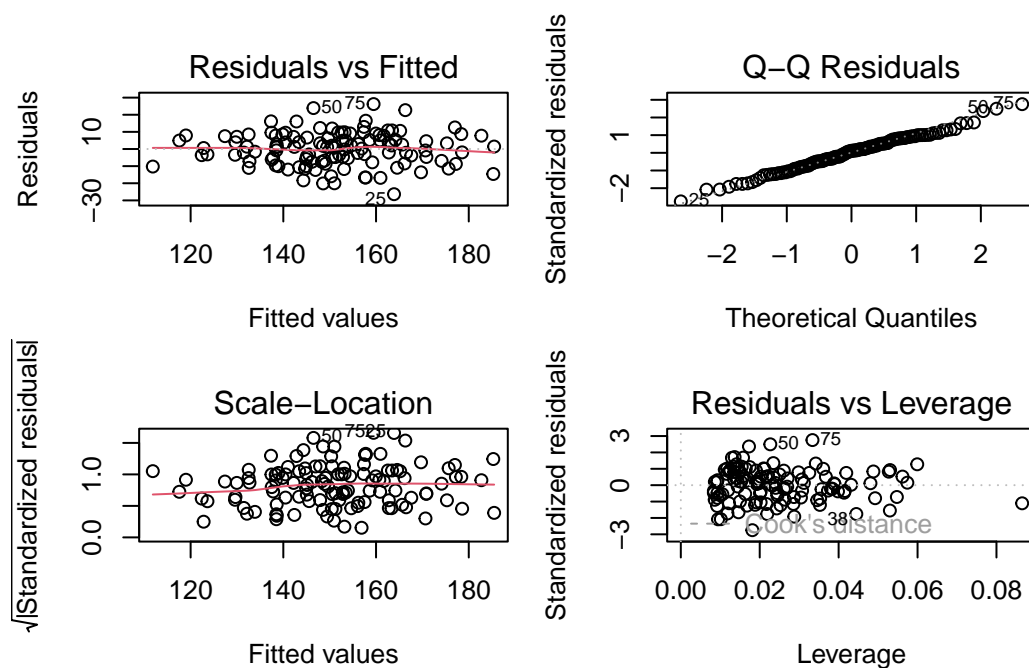 Residuals vs Fitted
Residuals
10
−30
50
75
25
120 140 160 180
Fitted values
Q−Q Residuals
Standardized residuals
1
−2
50
75
25
−2 −1 0 1 2
Theoretical Quantiles
Scale−Location
√|Standardized residuals|
1.0
0.0
50
75
25
120 140 160 180
Fitted values
Residuals vs Leverage
Standardized residuals
3
0
−3
50
75
38
Cook's distance
0.00 0.02 0.04 0.06 0.08
Leverage